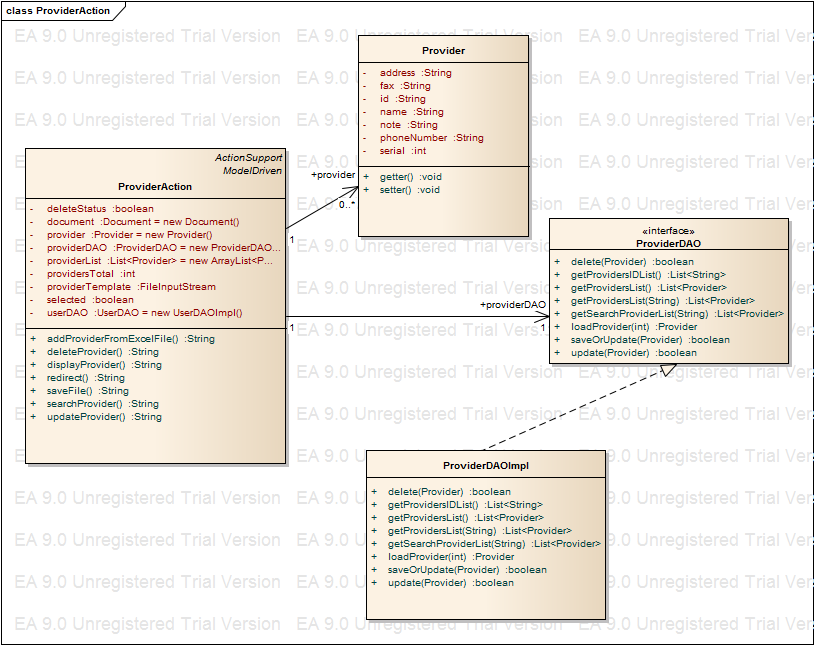 class ProviderAction
EA 9.0 Unregistered Trial Version
Provider
- address :String
- fax :String
- id :String
- name :String
- note :String
- phoneNumber :String
- serial :int
+ getter() :void
+ setter() :void
ActionSupport
ModelDriven
ProviderAction
- deleteStatus :boolean
- document :Document = new Document()
- provider :Provider = new Provider()
- providerDAO :ProviderDAO = new ProviderDAO...
- providerList :List<Provider> = new ArrayList<P...
- providersTotal :int
- providerTemplate :FileInputStream
- selected :boolean
- userDAO :UserDAO = new UserDAOImpl()
+ addProviderFromExcelFile() :String
+ deleteProvider() :String
+ displayProvider() :String
+ redirect() :String
+ saveFile() :String
+ searchProvider() :String
+ updateProvider() :String
+provider
0..*
1
+providerDAO
1
1
«interface»
ProviderDAO
+ delete(Provider) :boolean
+ getProvidersIDList() :List<String>
+ getProvidersList() :List<Provider>
+ getProvidersList(String) :List<Provider>
+ getSearchProviderList(String) :List<Provider>
+ loadProvider(int) :Provider
+ saveOrUpdate(Provider) :boolean
+ update(Provider) :boolean
ProviderDAOImpl
+ delete(Provider) :boolean
+ getProvidersIDList() :List<String>
+ getProvidersList() :List<Provider>
+ getProvidersList(String) :List<Provider>
+ getSearchProviderList(String) :List<Provider>
+ loadProvider(int) :Provider
+ saveOrUpdate(Provider) :boolean
+ update(Provider) :boolean